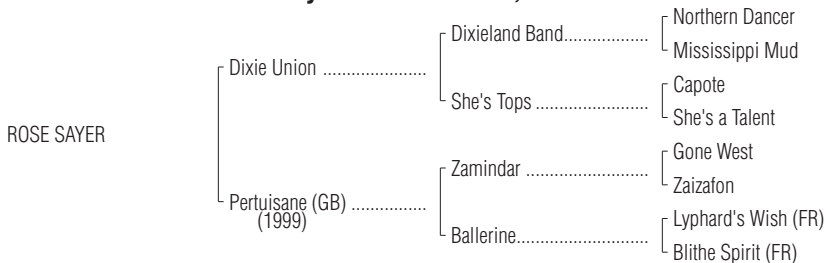 Northern Dancer
Dixieland Band....................
Mississippi Mud
Dixie Union ......................
Capote
She's Tops ..........................
She's a Talent
ROSE SAYER
Gone West
Zamindar ............................
Zaizafon
Pertuisane (GB) ................
(1999)
Lyphard's Wish (FR)
Ballerine..............................
Blithe Spirit (FR)